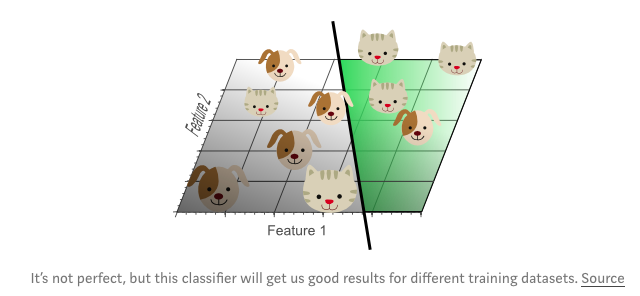 Feature 2
Feature 1
It's not perfect, but this classifier will get us good results for different training datasets. Source